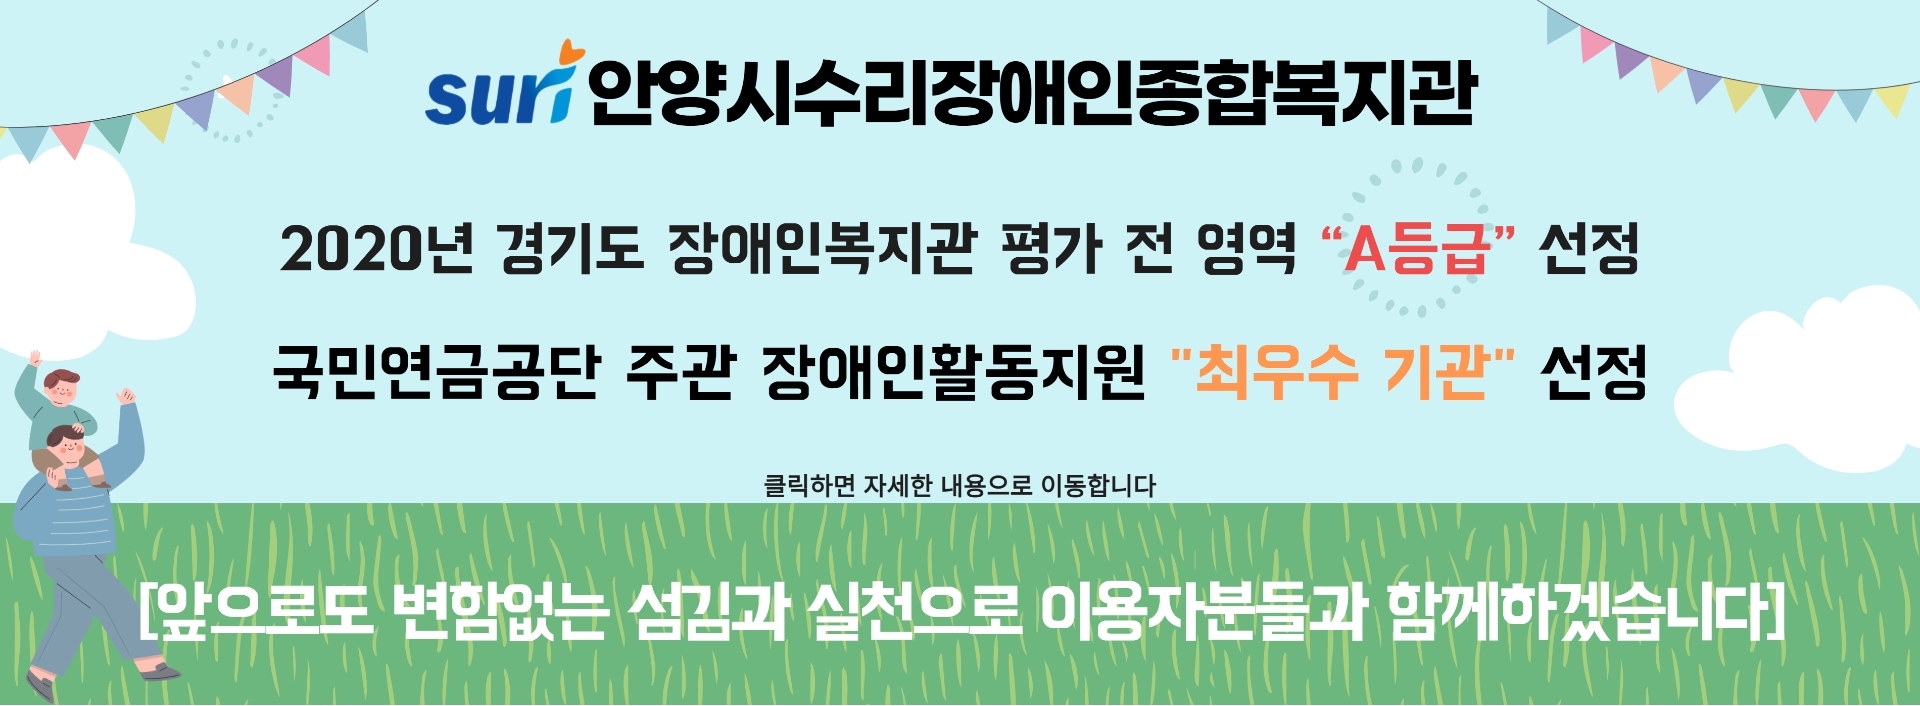 suri 안양시수리장애인종합복지관
2020년 경기도 장애인복지관 평가 전 영역 “A등급” 선정
국민연금공단 주관 장애인활동지원 "최우수 기관" 선정
클릭하면 자세한 내용으로 이동합니다
[앞으로도 변함없는 섬김과 실천으로 이용자분들과 함께하겠습니다]